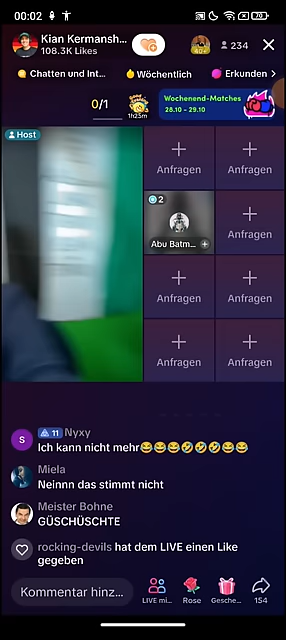 00:02
70
Kian Kermansh...
108.3K Likes
234
Chatten und Int...
Wöchentlich
Erkunden
0/1
1h23m
Wochenend-Matches
28.10 – 29.10
Host
Anfragen
Anfragen
2
Abu Batm...
Anfragen
Anfragen
Anfragen
Anfragen
Anfragen
S
11 Nyxy
Ich kann nicht mehr😂😂😂🤣🤣🤣😂😂
Miela
Neinnn das stimmt nicht
Meister Bohne
GÜSCHÜSCHTE
rocking-devils hat dem LIVE einen Like
gegeben
Kommentar hinz...
LIVE mi...
Rose
Gesche...
154